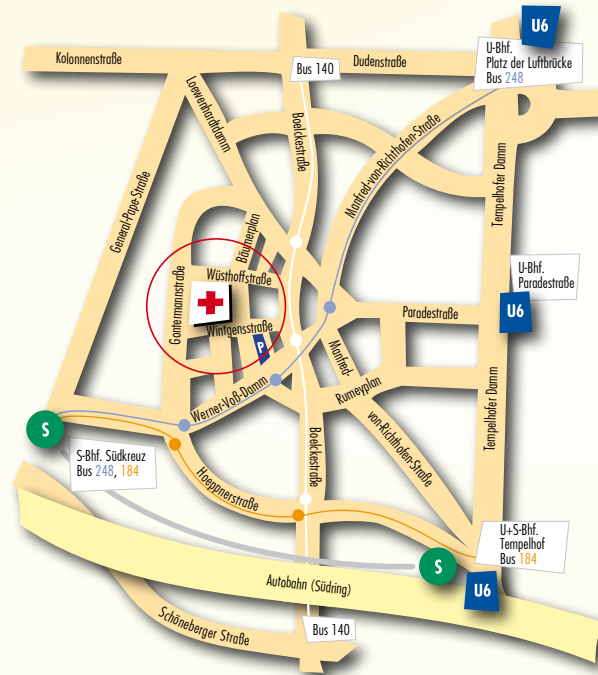 U6
U-Bhf.
Platz der Luftbrücke
Bus 248
Kolonnenstraße
Bus 140
Dudenstraße
Loewenhardtdamm
Boelckestraße
Manfred-von-Richthofen-Straße
General-Pape-Straße
Tempelhofer Damm
Bäumerplan
Gontermannstraße
Wüsthoffstraße
U-Bhf.
Paradestraße
U6
Paradestraße
Wintgensstraße
P
Manfred-
von-Richthofen-Straße
Rumeyplan
Werner-Voß-Damm
Tempelhofer Damm
S
S-Bhf. Südkreuz
Bus 248, 184
Boelckestraße
Hoeppnerstraße
U+S-Bhf.
Tempelhof
Bus 184
S
U6
Autobahn (Südring)
Schöneberger Straße
Bus 140